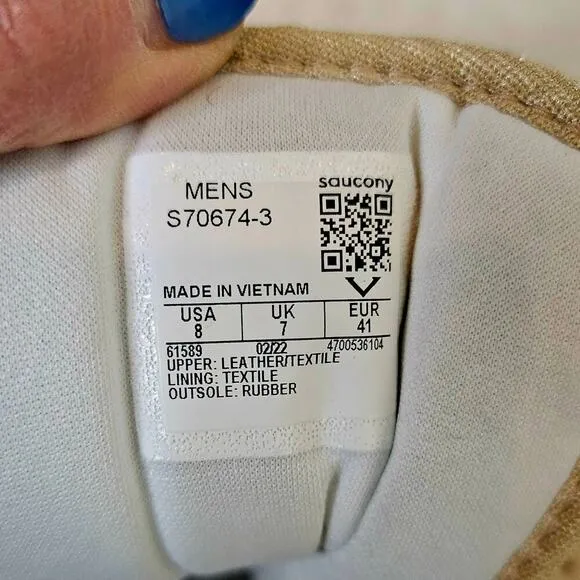 MENS
saucony
S70674-3
MADE IN VIETNAM
USA UK EUR
8 7 41
61589 02/22 4700536104
UPPER: LEATHER/TEXTILE
LINING: TEXTILE
OUTSOLE: RUBBER